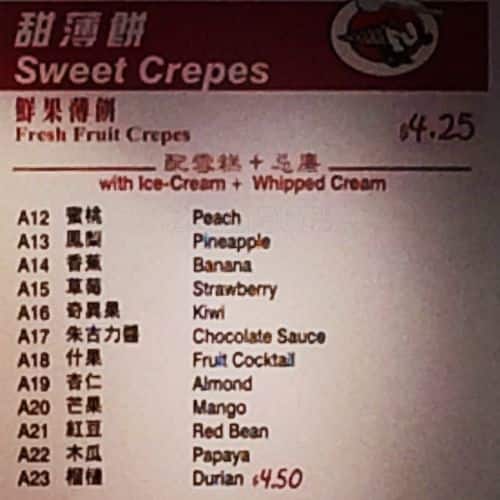 甜薄餅
Sweet Crepes
鮮果薄餅
Fresh Fruit Crepes $4.25
配雪糕+忌廉
with Ice-Cream + Whipped Cream
A12 蜜桃 Peach
A13 鳳梨 Pineapple
A14 香蕉 Banana
A15 草莓 Strawberry
A16 奇異果 Kiwi
A17 朱古力醬 Chocolate Sauce
A18 什果 Fruit Cocktail
A19 杏仁 Almond
A20 芒果 Mango
A21 紅豆 Red Bean
A22 木瓜 Papaya
A23 榴槤 Durian $4.50